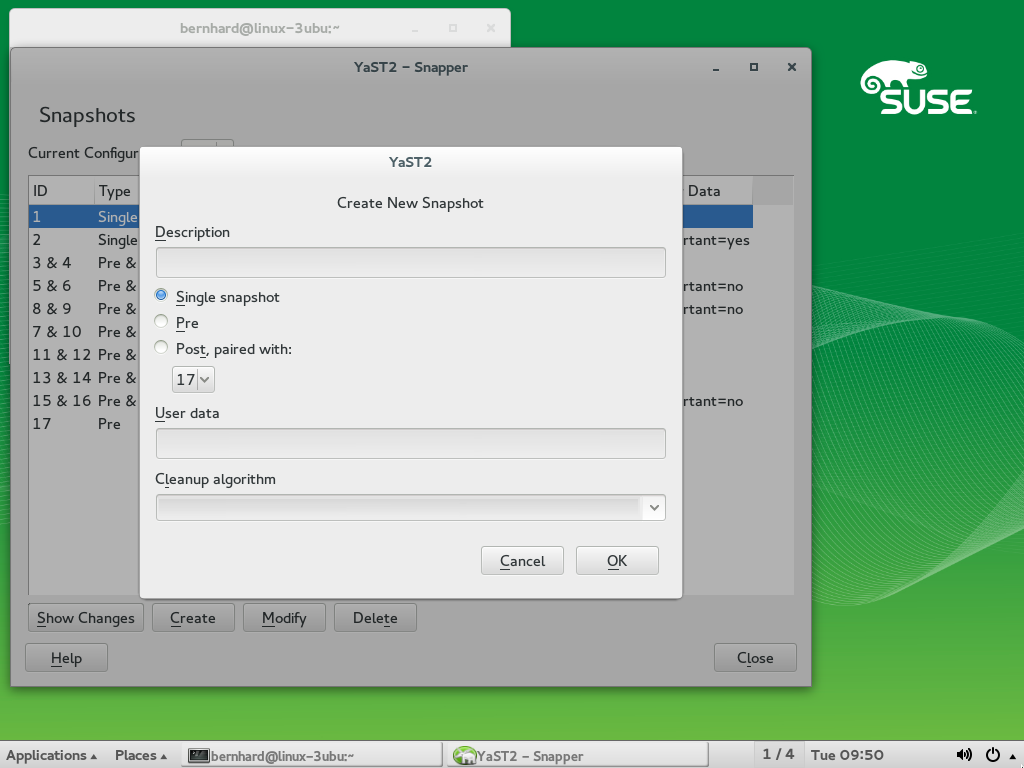 bernhard@linux-3ubu:~
YaST2 - Snapper
SUSE
Snapshots
Current Configur
YaST2
Create New Snapshot
ID Type Data
1 Single
2 Single rtant=yes
3 & 4 Pre &
5 & 6 Pre & rtant=no
8 & 9 Pre & rtant=no
7 & 10 Pre &
11 & 12 Pre &
13 & 14 Pre &
15 & 16 Pre & rtant=no
17 Pre
Description
Single snapshot
Pre
Post, paired with:
17
User data
Cleanup algorithm
Cancel OK
Show Changes Create Modify Delete
Help Close
Applications Places bernhard@linux-3ubu:~ YaST2 - Snapper 1 / 4 Tue 09:50